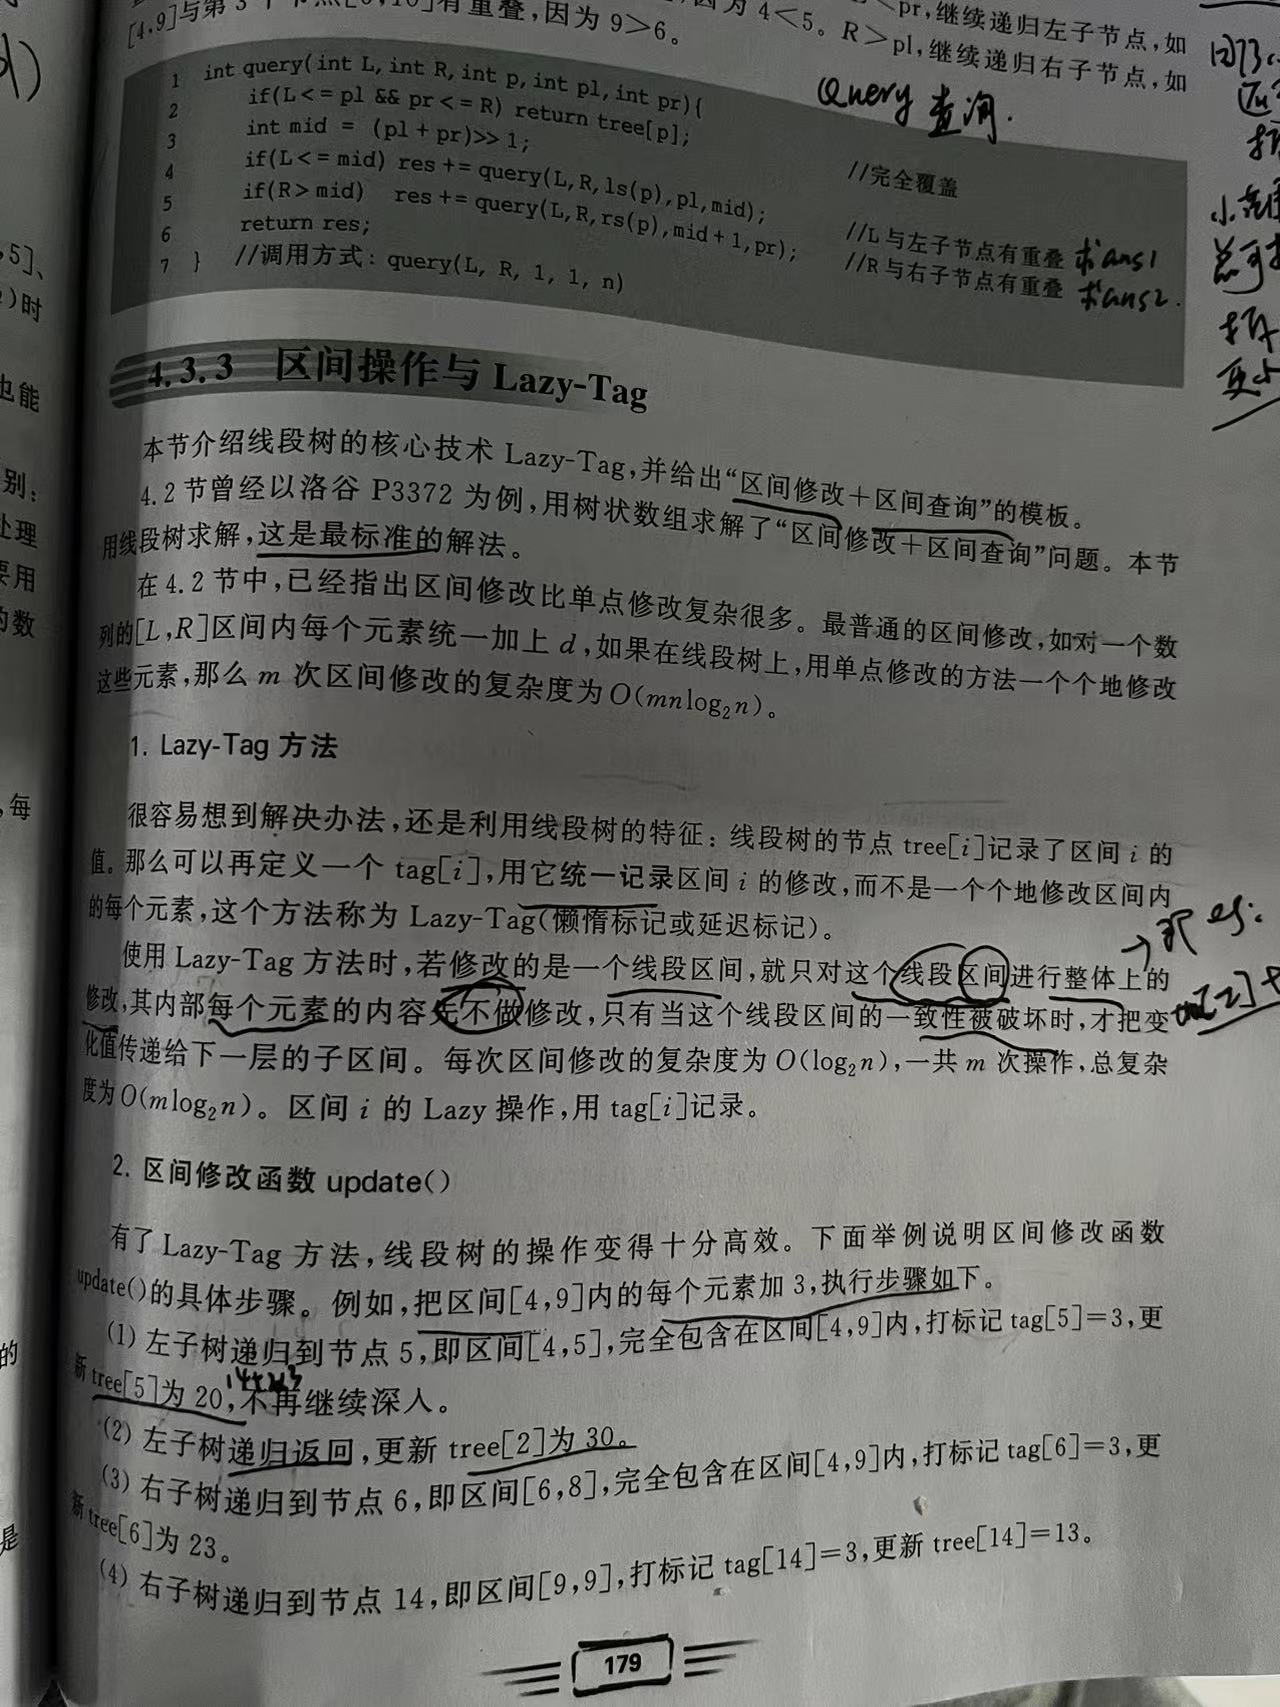 pr,继续递归左子节点,如
[4,9]与第3个节点[6,10]有重叠,因为9>6。
因为4<5。R>pl,继续递归右子节点,如
Query 查询.
1 int query(int L, int R, int p, int pl, int pr){
2 if(L<=pl && pr<=R) return tree[p]; //完全覆盖
3 int mid = (pl+pr)>>1;
4 if(L<=mid) res += query(L,R,ls(p),pl,mid); //L与左子节点有重叠 求ans1
5 if(R>mid) res += query(L,R,rs(p),mid+1,pr); //R与右子节点有重叠 求ans2.
6 return res;
7 } //调用方式: query(L, R, 1, 1, n)
4.3.3 区间操作与 Lazy-Tag
本节介绍线段树的核心技术 Lazy-Tag,并给出“区间修改+区间查询”的模板。
4.2节曾经以洛谷 P3372 为例,用树状数组求解了“区间修改+区间查询”问题。本节
用线段树求解,这是最标准的解法。
在4.2节中,已经指出区间修改比单点修改复杂很多。最普通的区间修改,如对一个数
列的[L,R]区间内每个元素统一加上 d,如果在线段树上,用单点修改的方法一个个地修改
这些元素,那么 m 次区间修改的复杂度为O(mnlog₂n)。
1. Lazy-Tag 方法
很容易想到解决办法,还是利用线段树的特征:线段树的节点 tree[i]记录了区间 i 的
值。那么可以再定义一个 tag[i],用它统一记录区间 i 的修改,而不是一个个地修改区间内
的每个元素,这个方法称为 Lazy-Tag(懒惰标记或延迟标记)。
使用 Lazy-Tag 方法时,若修改的是一个线段区间,就只对这个线段区间进行整体上的
修改,其内部每个元素的内容先不做修改,只有当这个线段区间的一致性被破坏时,才把变
化值传递给下一层的子区间。每次区间修改的复杂度为O(log₂n),一共 m 次操作,总复杂
度为O(mlog₂n)。区间 i 的 Lazy 操作,用 tag[i]记录。
2. 区间修改函数 update()
有了 Lazy-Tag 方法,线段树的操作变得十分高效。下面举例说明区间修改函数
update()的具体步骤。例如,把区间[4,9]内的每个元素加3,执行步骤如下。
(1) 左子树递归到节点5,即区间[4,5],完全包含在区间[4,9]内,打标记 tag[5]=3,更
新 tree[5]为20,不再继续深入。
14+2×3
(2) 左子树递归返回,更新 tree[2]为30。
(3) 右子树递归到节点6,即区间[6,8],完全包含在区间[4,9]内,打标记 tag[6]=3,更
新 tree[6]为23。
(4) 右子树递归到节点14,即区间[9,9],打标记 tag[14]=3,更新 tree[14]=13。
179